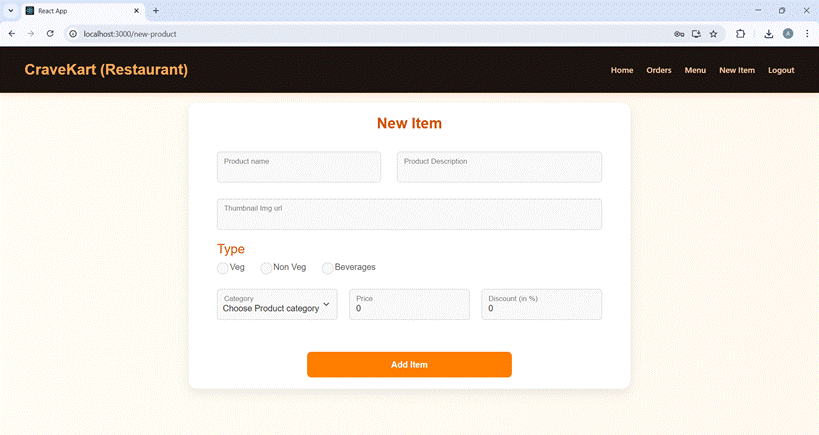 React App
localhost:3000/new-product
A
CraveKart (Restaurant)
Home Orders Menu New Item Logout
New Item
Product name
Product Description
Thumbnail Img url
Type
Veg Non Veg Beverages
Category
Choose Product category
Price
0
Discount (in %)
0
Add Item